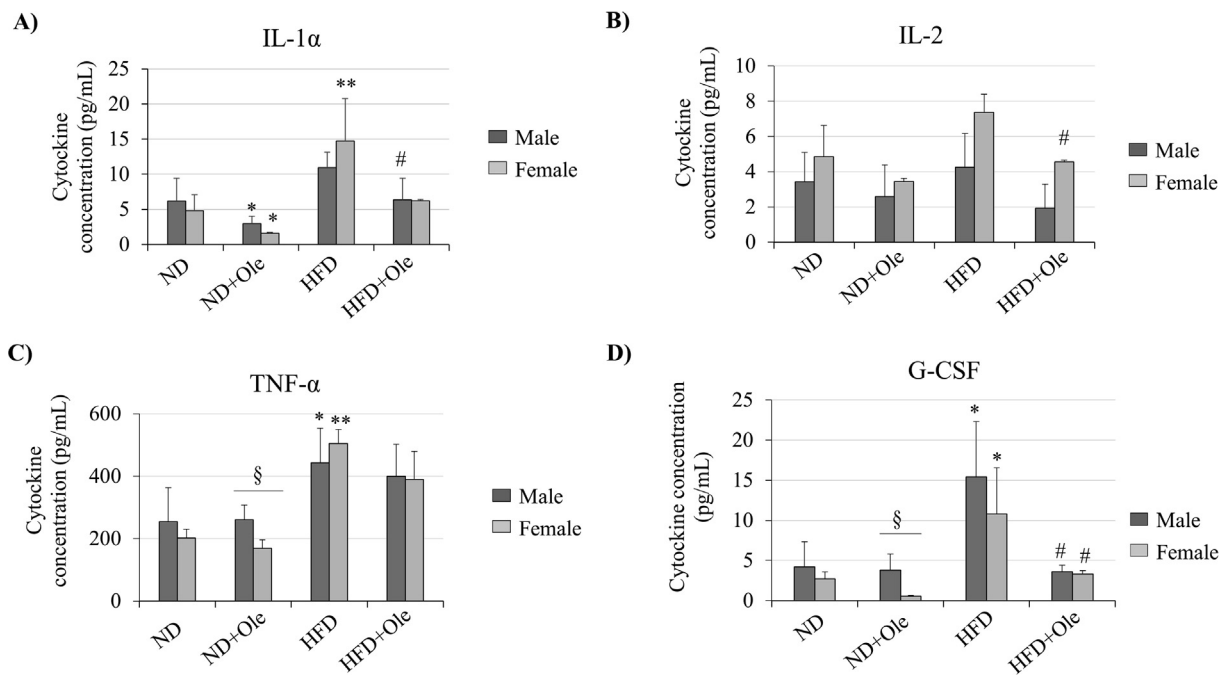 A)
IL-1α
Cytockine
concentration (pg/mL)
25
20
15
10
5
0
*
*
**
#
ND
ND+Ole
HFD
HFD+Ole
Male
Female
B)
IL-2
Cytockine
concentration (pg/mL)
10
8
6
4
2
0
#
ND
ND+Ole
HFD
HFD+Ole
Male
Female
C)
TNF-α
Cytockine
concentration (pg/mL)
600
400
200
0
§
*
**
ND
ND+Ole
HFD
HFD+Ole
Male
Female
D)
G-CSF
Cytockine concentration
(pg/mL)
25
20
15
10
5
0
§
*
*
#
#
ND
ND+Ole
HFD
HFD+Ole
Male
Female